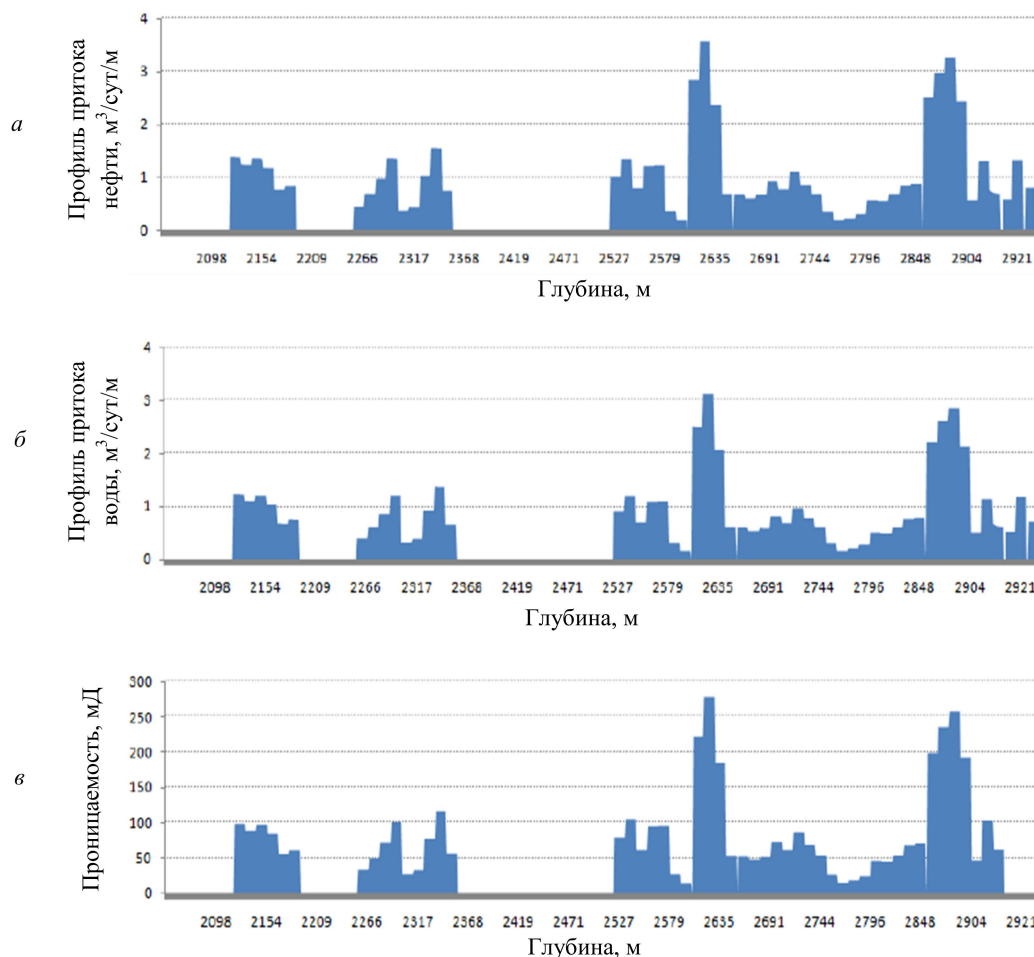 а
Профиль притока
нефти, м³/сут/м
4
3
2
1
0
2098 2154 2209 2266 2317 2368 2419 2471 2527 2579 2635 2691 2744 2796 2848 2904 2921
Глубина, м
б
Профиль притока
воды, м³/сут/м
4
3
2
1
0
2098 2154 2209 2266 2317 2368 2419 2471 2527 2579 2635 2691 2744 2796 2848 2904 2921
Глубина, м
в
Проницаемость, мД
300
250
200
150
100
50
0
2098 2154 2209 2266 2317 2368 2419 2471 2527 2579 2635 2691 2744 2796 2848 2904 2921
Глубина, м